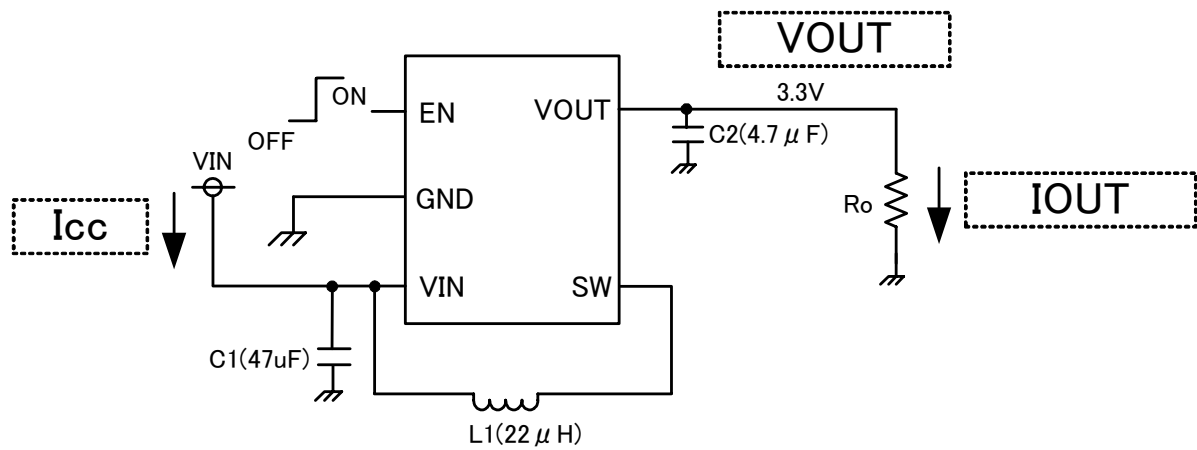 VOUT
3.3V
ON
OFF
EN
VOUT
C2(4.7μF)
VIN
Icc
GND
Ro
IOUT
VIN
SW
C1(47uF)
L1(22μH)